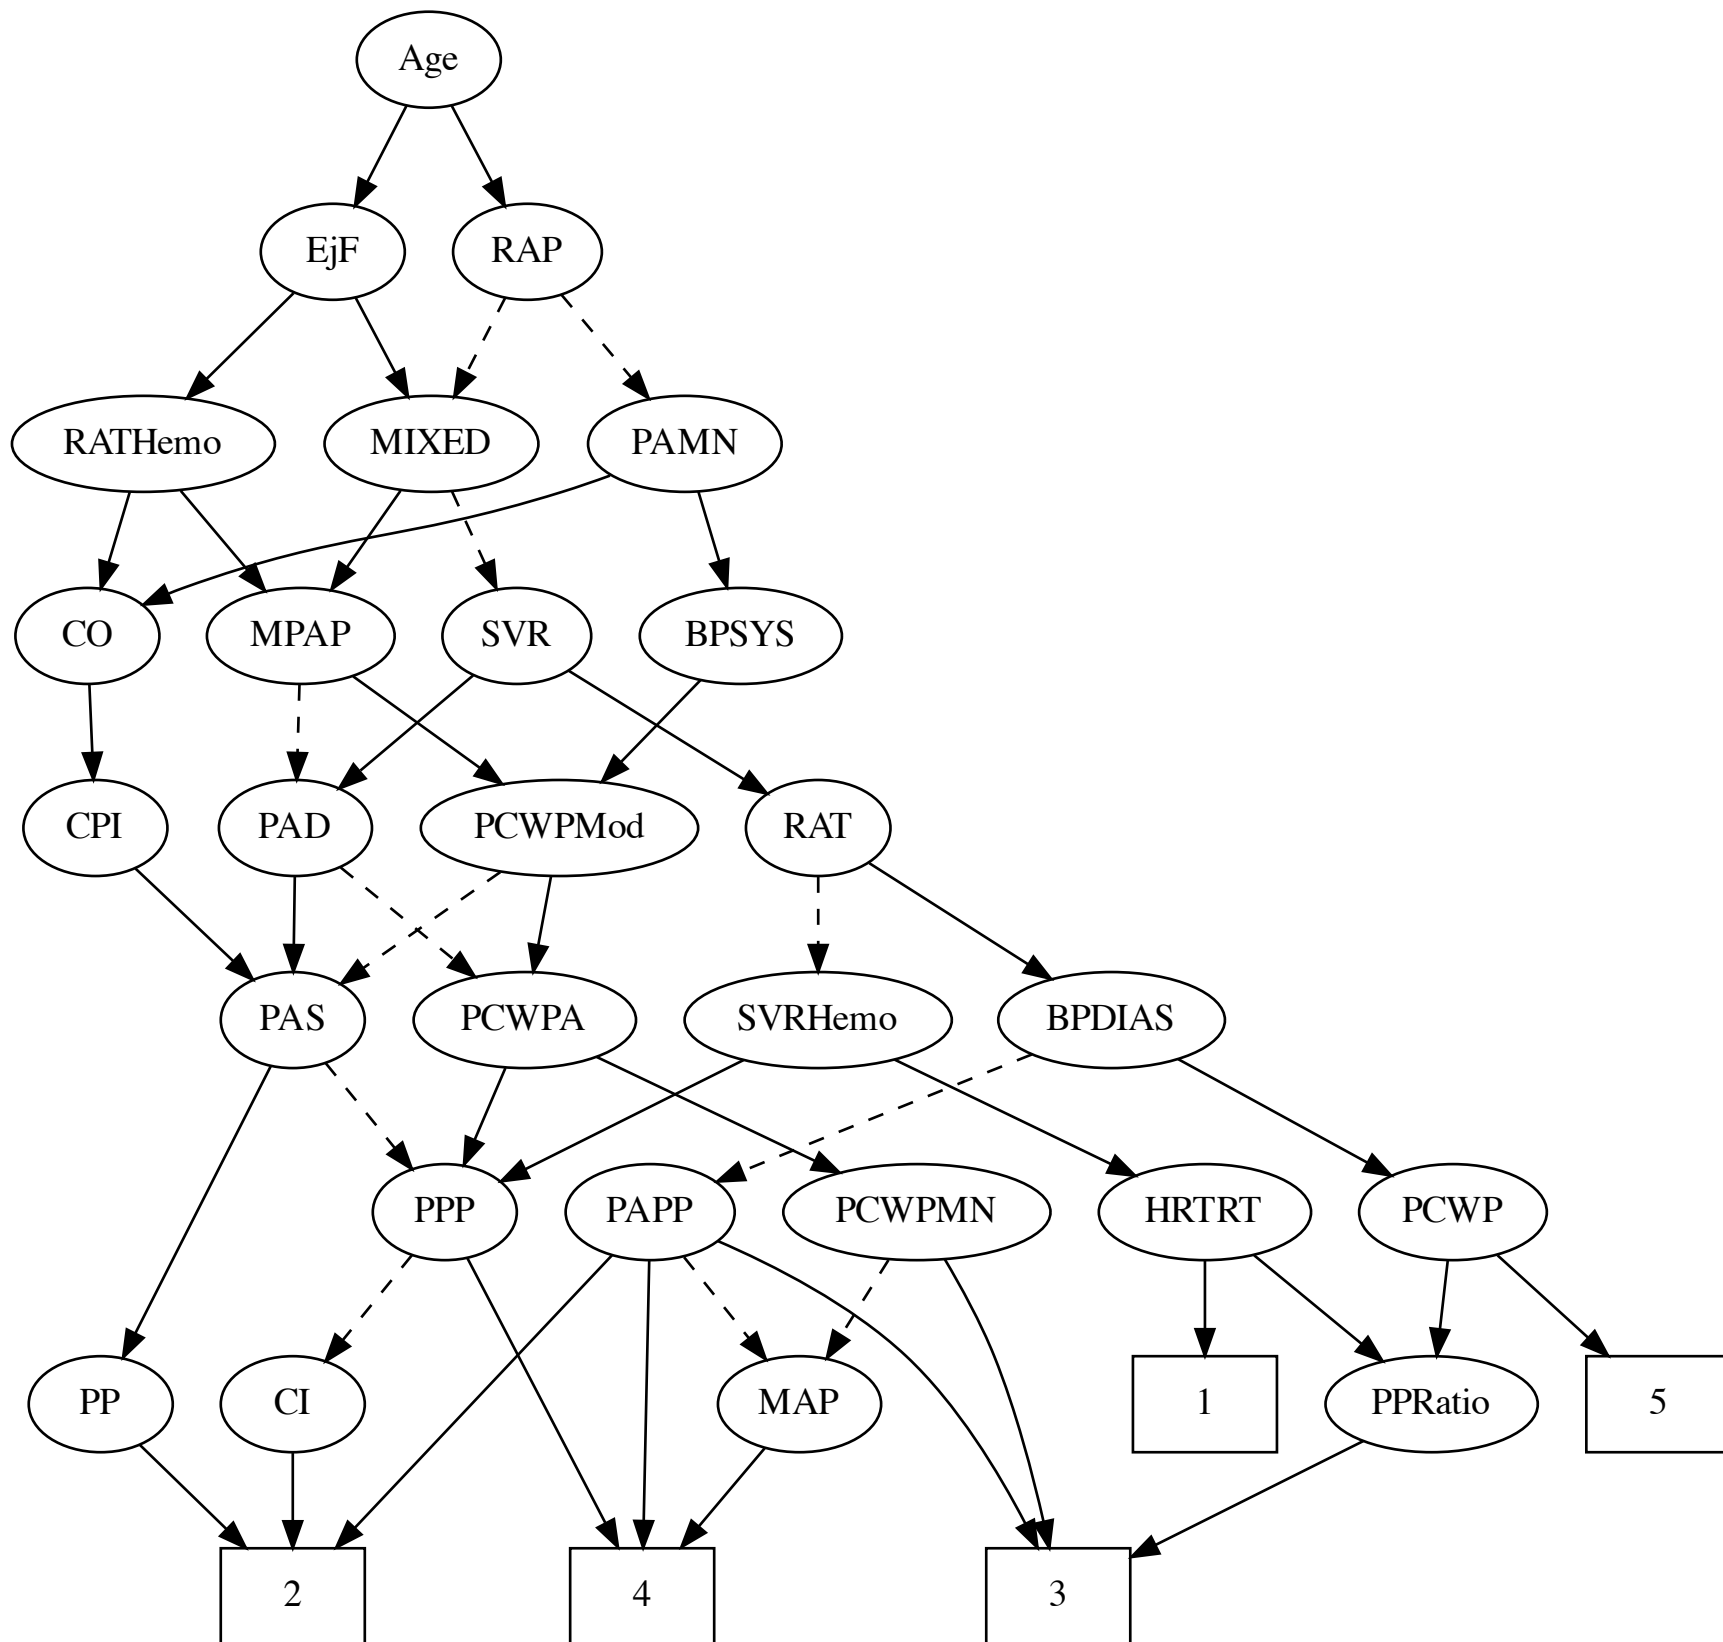 Age
EjF
RAP
RATHemo
MIXED
PAMN
CO
MPAP
SVR
BPSYS
CPI
PAD
PCWPMod
RAT
PAS
PCWPA
SVRHemo
BPDIAS
PPP
PAPP
PCWPMN
HRTRT
PCWP
PP
CI
MAP
1
PPRatio
5
2
4
3